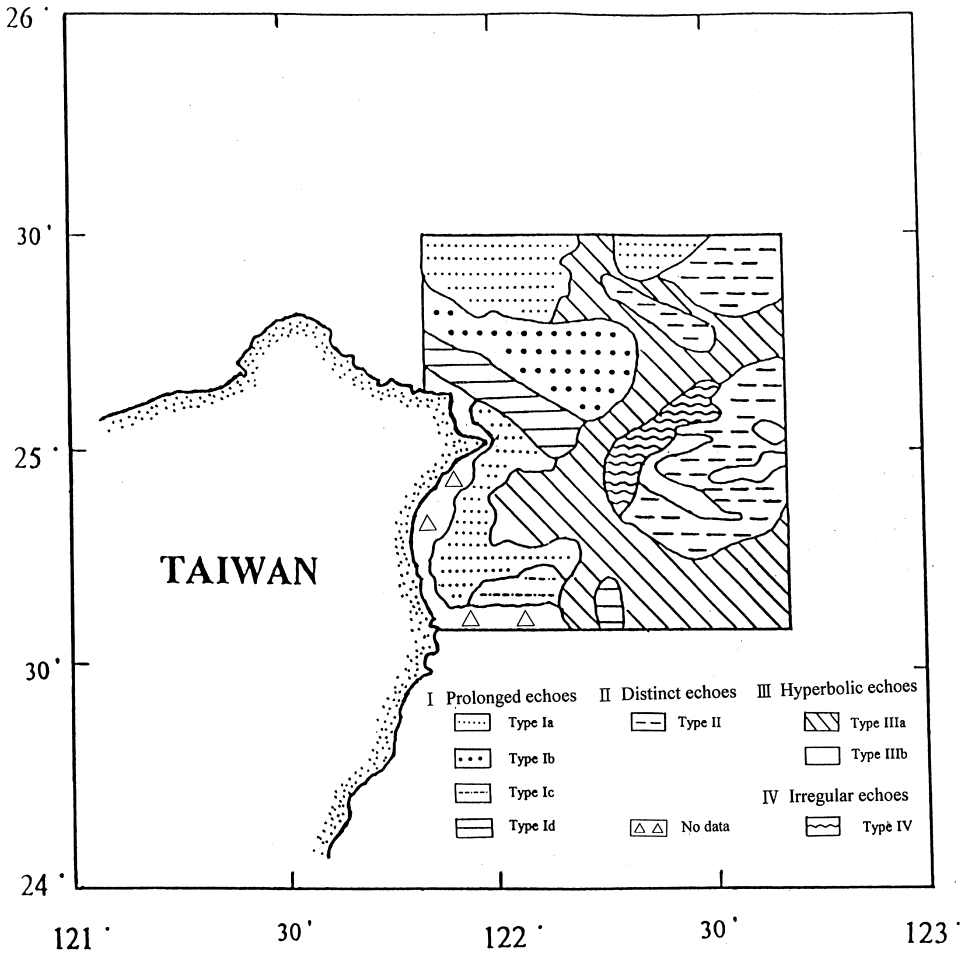 26°
30'
25°
TAIWAN
30'
24°
121°
30'
122°
30'
123°
I Prolonged echoes
Type Ia
Type Ib
Type Ic
Type Id
II Distinct echoes
Type II
No data
III Hyperbolic echoes
Type IIIa
Type IIIb
IV Irregular echoes
Type IV